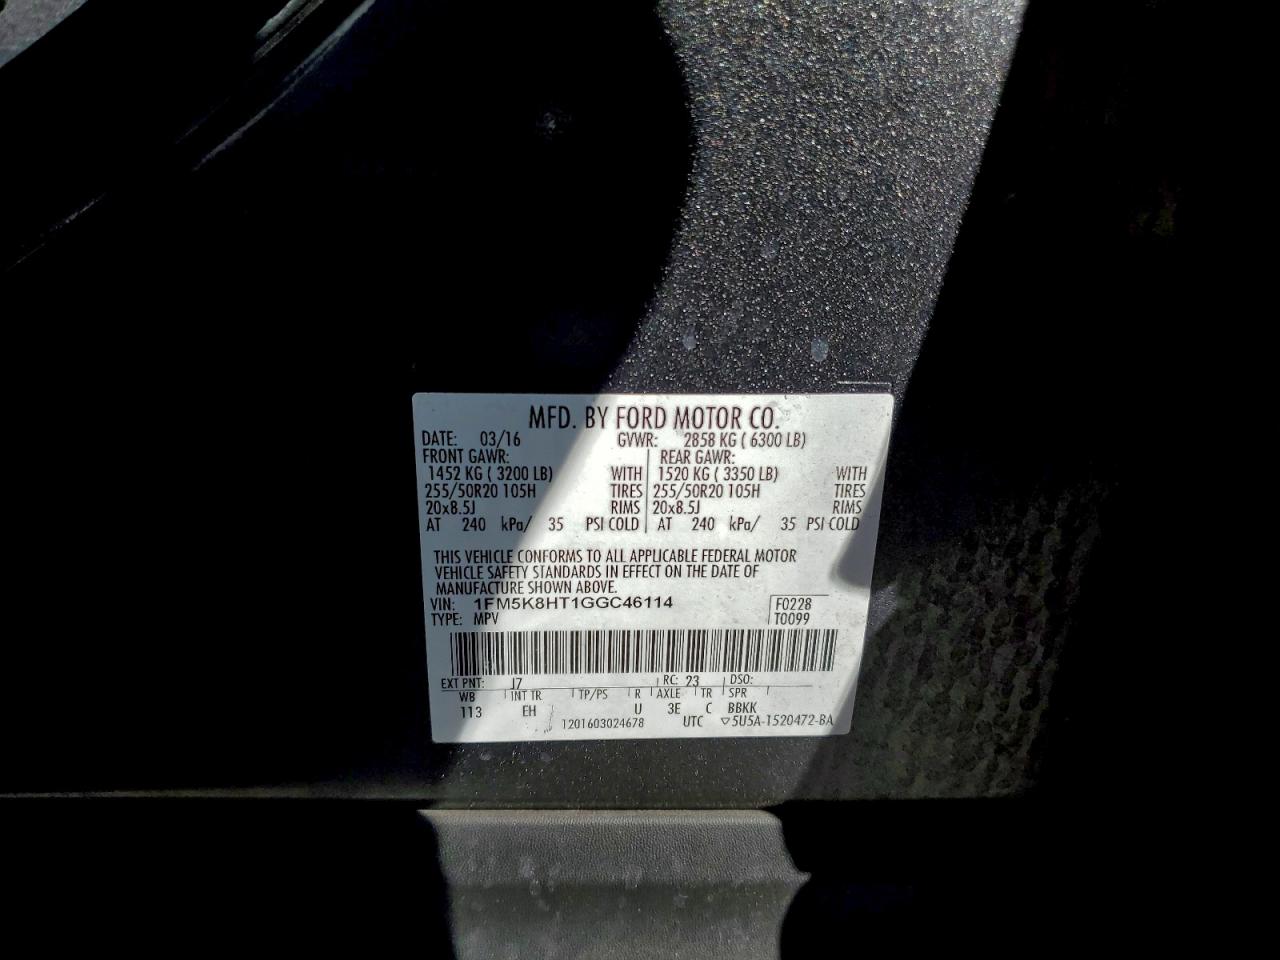 MFD. BY FORD MOTOR CO.
DATE: 03/16 GVWR: 2858 KG ( 6300 LB)
FRONT GAWR: REAR GAWR:
1452 KG ( 3200 LB) WITH 1520 KG ( 3350 LB) WITH
255/50R20 105H TIRES 255/50R20 105H TIRES
20x8.5J RIMS 20x8.5J RIMS
AT 240 kPa/ 35 PSI COLD AT 240 kPa/ 35 PSI COLD
THIS VEHICLE CONFORMS TO ALL APPLICABLE FEDERAL MOTOR
VEHICLE SAFETY STANDARDS IN EFFECT ON THE DATE OF
MANUFACTURE SHOWN ABOVE.
VIN: 1FM5K8HT1GGC46114 F0228
TYPE: MPV T0099
EXT PNT: J7 RC: 23 DSO:
WB INT TR TP/PS R AXLE TR SPR
113 EH U 3E C BBKK
1201603024678 UTC ▽5U5A-1520472-BA